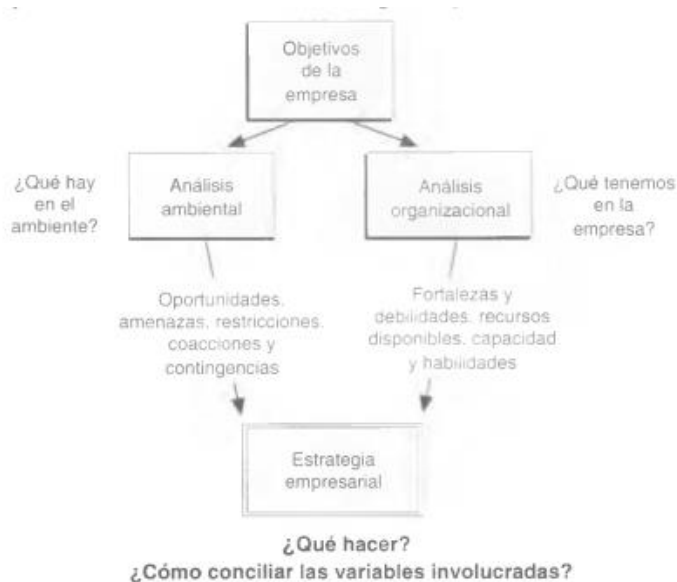 Objetivos
de la
empresa
¿Qué hay
en el
ambiente?
Análisis
ambiental
Análisis
organizacional
¿Qué tenemos
en la
empresa?
Oportunidades,
amenazas, restricciones,
coacciones y
contingencias
Fortalezas y
debilidades, recursos
disponibles, capacidad
y habilidades
Estrategia
empresarial
¿Qué hacer?
¿Cómo conciliar las variables involucradas?